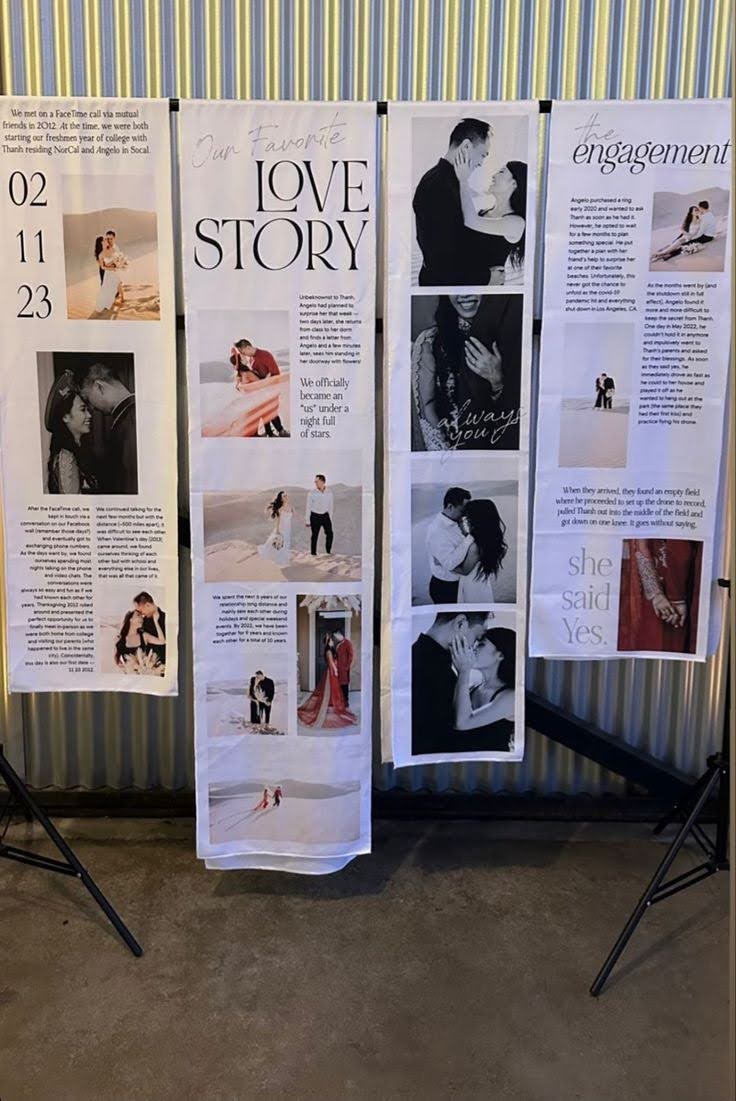 We met on a FaceTime call via mutual
friends in 2012. At the time, we were both
starting our freshmen year of college with
Thanh residing NorCal and Angelo in Socal.
02
11
23
After the FaceTime call, we
kept in touch via a
conversation on our Facebook
wall (remember those days?)
and eventually got to
exchanging phone numbers.
As the days went by, we found
ourselves spending most
nights talking on the phone
and video chats. The
conversations were
always so easy and fun as if we
had known each other for
years. Thanksgiving 2012 rolled
around and presented the
perfect opportunity for us to
finally meet in person as we
were both home from college
and visiting our parents (who
happened to live in the same
city). Coincidentally,
this day is also our first date —
11 23 2012.
We continued talking for the
next few months but with the
distance (~500 miles apart), it
was difficult to see each other
When Valentine's day (2013)
came around, we found
ourselves thinking of each
other but with school and
everything else in our lives,
that was all that came of it.
Our Favorite
LOVE
STORY
Unbeknownst to Thanh,
Angelo had planned to
surprise her that week —
two days later, she returns
from class to her dorm
and finds a letter from
Angelo and a few minutes
later, sees him standing in
her doorway with flowers!
We officially
became an
"us" under a
night full
of stars.
We spent the next 6 years of our
relationship long distance and
mainly saw each other during
holidays and special weekend
events. By 2022, we have been
together for 9 years and known
each other for a total of 10 years.
always
you
the
engagement
Angelo purchased a ring
early 2020 and wanted to ask
Thanh as soon as he had it.
However, he opted to wait
for a few months to plan
something special. He put
together a plan with her
friend's help to surprise her
at one of their favorite
beaches. Unfortunately, this
never got the chance to
unfold as the covid-19
pandemic hit and everything
shut down in Los Angeles, CA.
As the months went by (and
the shutdown still in full
effect), Angelo found it
more and more difficult to
keep the secret from Thanh.
One day in May 2022, he
couldn't hold it in anymore
and impulsively went to
Thanh's parents and asked
for their blessings. As soon
as they said yes, he
immediately drove as fast as
he could to her house and
played it off as he
wanted to hang out at the
park (the same place they
had their first kiss) and
practice flying his drone.
When they arrived, they found an empty field
where he proceeded to set up the drone to record,
pulled Thanh out into the middle of the field and
got down on one knee. It goes without saying,
she
said
Yes.